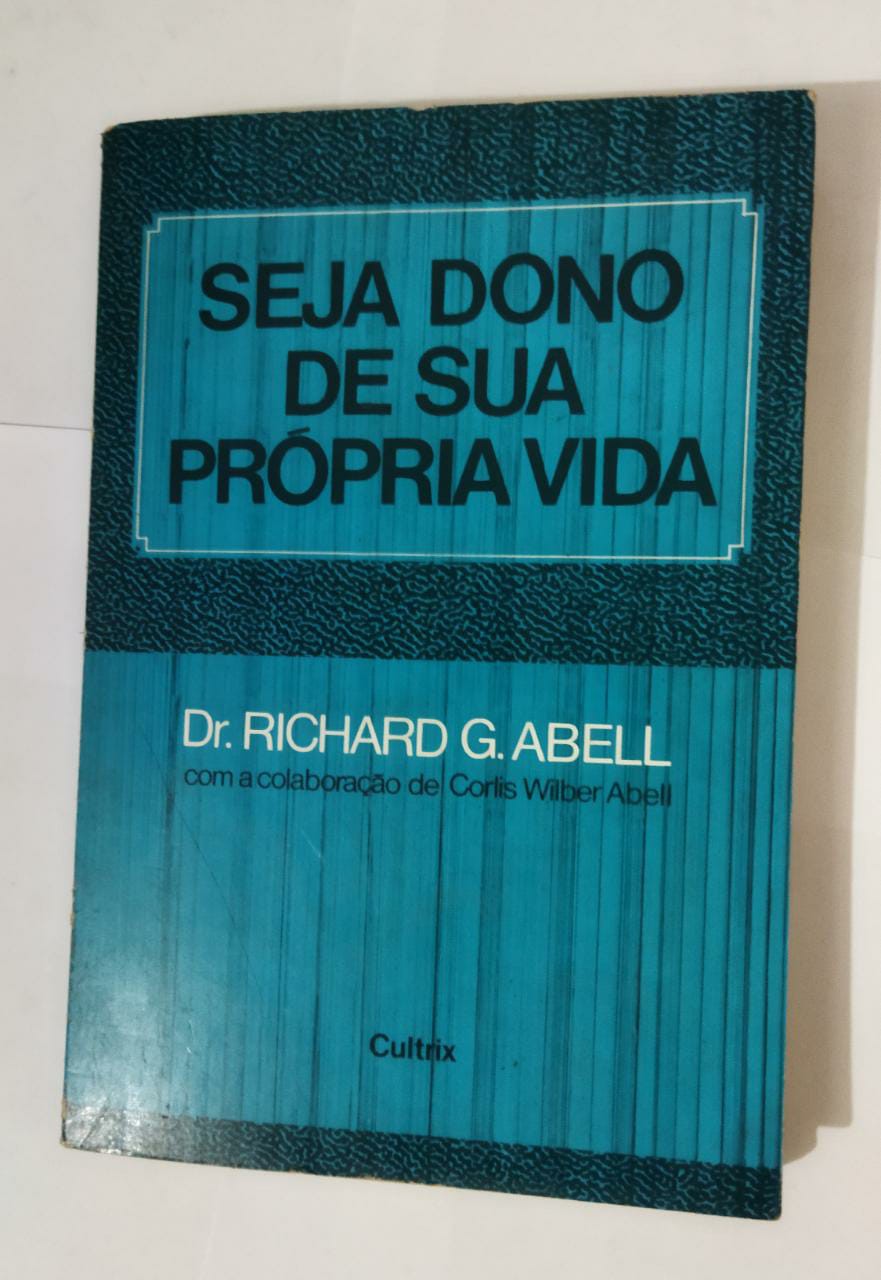 SEJA DONO
DE SUA
PRÓPRIA VIDA
Dr. RICHARD G. ABELL
com a colaboração de Corlis Wilber Abell
Cultrix